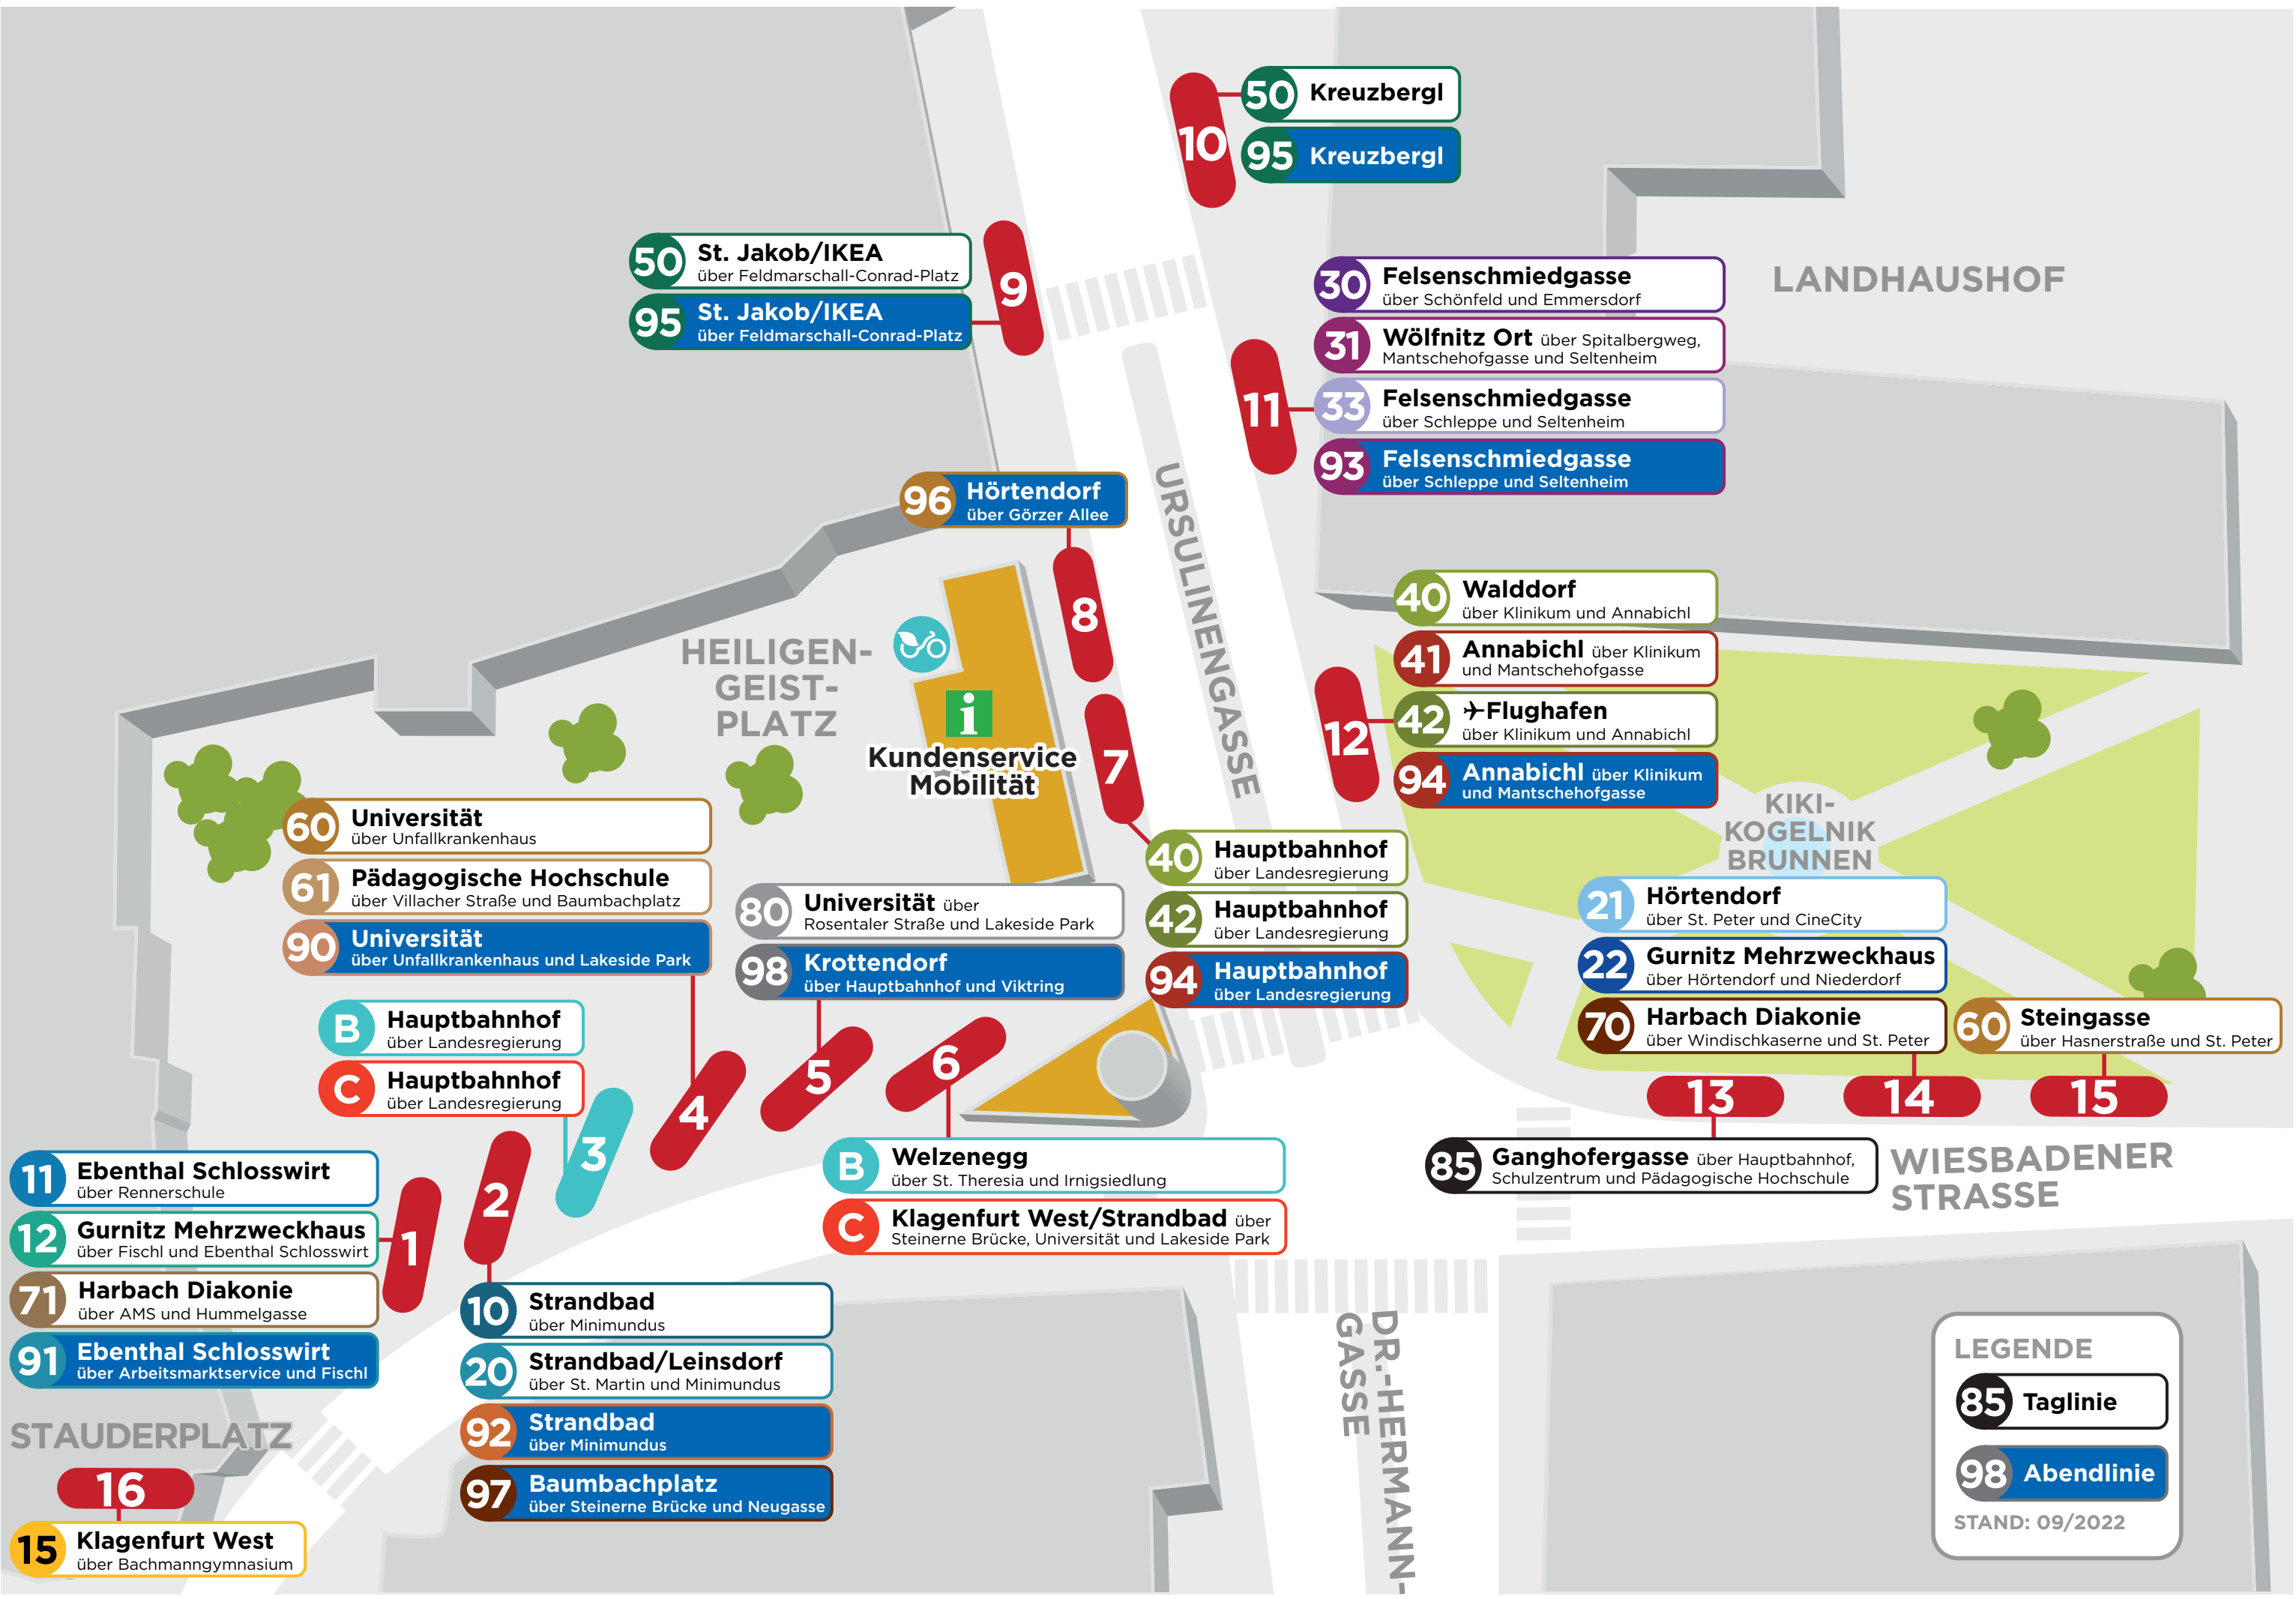 10
50 Kreuzbergl
95 Kreuzbergl
9
50 St. Jakob/IKEA
über Feldmarschall-Conrad-Platz
95 St. Jakob/IKEA
über Feldmarschall-Conrad-Platz
LANDHAUSHOF
11
30 Felsenschmiedgasse
über Schönfeld und Emmersdorf
31 Wölfnitz Ort über Spitalbergweg,
Mantschehofgasse und Seltenheim
33 Felsenschmiedgasse
über Schleppe und Seltenheim
93 Felsenschmiedgasse
über Schleppe und Seltenheim
96 Hörtendorf
über Görzer Allee
8
URSULINENGASSE
HEILIGEN-
GEIST-
PLATZ
i
Kundenservice
Mobilität
7
12
40 Walddorf
über Klinikum und Annabichl
41 Annabichl über Klinikum
und Mantschehofgasse
42 Flughafen
über Klinikum und Annabichl
94 Annabichl über Klinikum
und Mantschehofgasse
KIKI-
KOGELNIK
BRUNNEN
60 Universität
über Unfallkrankenhaus
61 Pädagogische Hochschule
über Villacher Straße und Baumbachplatz
90 Universität
über Unfallkrankenhaus und Lakeside Park
80 Universität über
Rosentaler Straße und Lakeside Park
98 Krottendorf
über Hauptbahnhof und Viktring
40 Hauptbahnhof
über Landesregierung
42 Hauptbahnhof
über Landesregierung
94 Hauptbahnhof
über Landesregierung
21 Hörtendorf
über St. Peter und CineCity
22 Gurnitz Mehrzweckhaus
über Hörtendorf und Niederdorf
70 Harbach Diakonie
über Windischkaserne und St. Peter
60 Steingasse
über Hasnerstraße und St. Peter
B Hauptbahnhof
über Landesregierung
C Hauptbahnhof
über Landesregierung
3
4
5
6
13
14
15
85 Ganghofergasse über Hauptbahnhof,
Schulzentrum und Pädagogische Hochschule
WIESBADENER
STRASSE
B Welzenegg
über St. Theresia und Irnigsiedlung
C Klagenfurt West/Strandbad über
Steinerne Brücke, Universität und Lakeside Park
11 Ebenthal Schlosswirt
über Rennerschule
12 Gurnitz Mehrzweckhaus
über Fischl und Ebenthal Schlosswirt
71 Harbach Diakonie
über AMS und Hummelgasse
91 Ebenthal Schlosswirt
über Arbeitsmarktservice und Fischl
1
2
10 Strandbad
über Minimundus
20 Strandbad/Leinsdorf
über St. Martin und Minimundus
92 Strandbad
über Minimundus
97 Baumbachplatz
über Steinerne Brücke und Neugasse
STAUDERPLATZ
16
15 Klagenfurt West
über Bachmanngymnasium
DR.-HERMANN-
GASSE
LEGENDE
85 Taglinie
98 Abendlinie
STAND: 09/2022